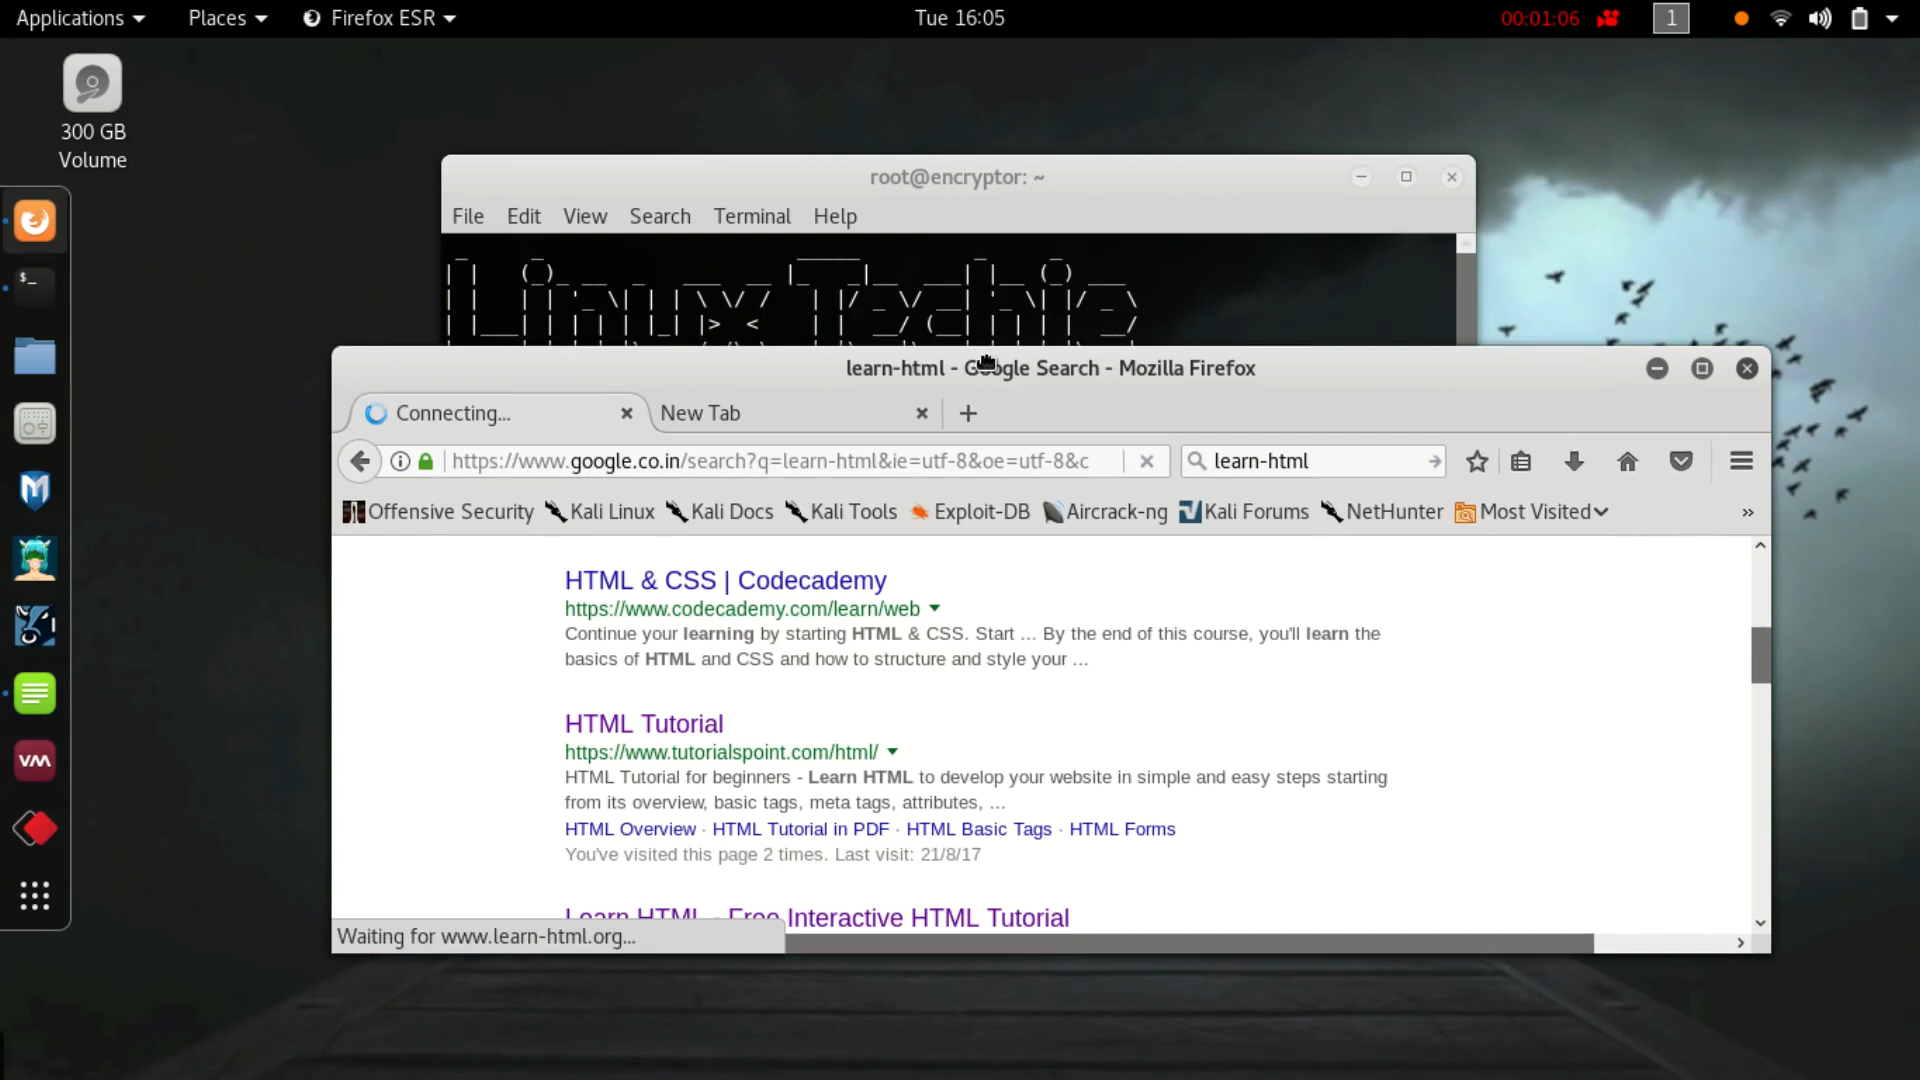 Applications Places Firefox ESR Tue 16:05 00:01:06 1
300 GB
Volume
root@encryptor: ~
File Edit View Search Terminal Help
Linux Techie
learn-html - Google Search - Mozilla Firefox
Connecting... New Tab
https://www.google.co.in/search?q=learn-html&ie=utf-8&oe=utf-8&c learn-html
Offensive Security Kali Linux Kali Docs Kali Tools Exploit-DB Aircrack-ng Kali Forums NetHunter Most Visited »
HTML & CSS | Codecademy
https://www.codecademy.com/learn/web
Continue your learning by starting HTML & CSS. Start ... By the end of this course, you'll learn the
basics of HTML and CSS and how to structure and style your ...
HTML Tutorial
https://www.tutorialspoint.com/html/
HTML Tutorial for beginners - Learn HTML to develop your website in simple and easy steps starting
from its overview, basic tags, meta tags, attributes, ...
HTML Overview · HTML Tutorial in PDF · HTML Basic Tags · HTML Forms
You've visited this page 2 times. Last visit: 21/8/17
Learn HTML - Free Interactive HTML Tutorial
Waiting for www.learn-html.org...
VM